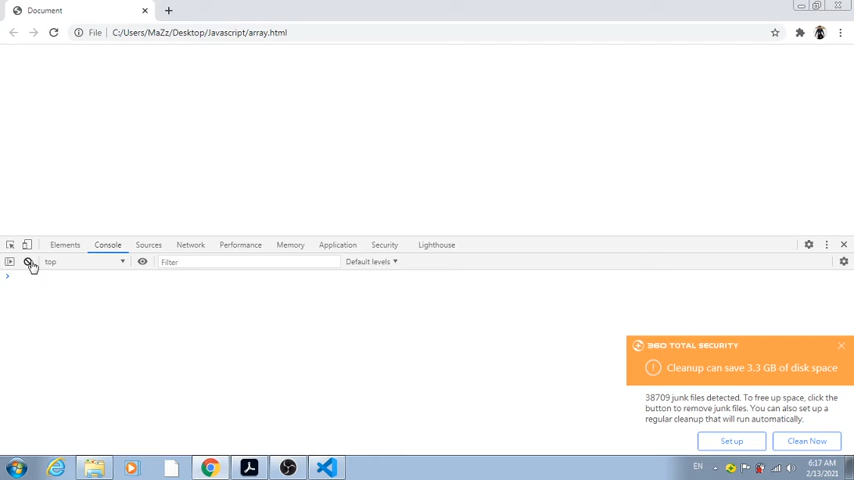 Document
File
C:/Users/MaZz/Desktop/Javascript/array.html
Elements
Console
Sources
Network
Performance
Memory
Application
Security
Lighthouse
top
Filter
Default levels
360 TOTAL SECURITY
Cleanup can save 3.3 GB of disk space
38709 junk files detected. To free up space, click the
button to remove junk files. You can also set up a
regular cleanup that will run automatically.
Set up
Clean Now
EN
6:17 AM
2/13/2021